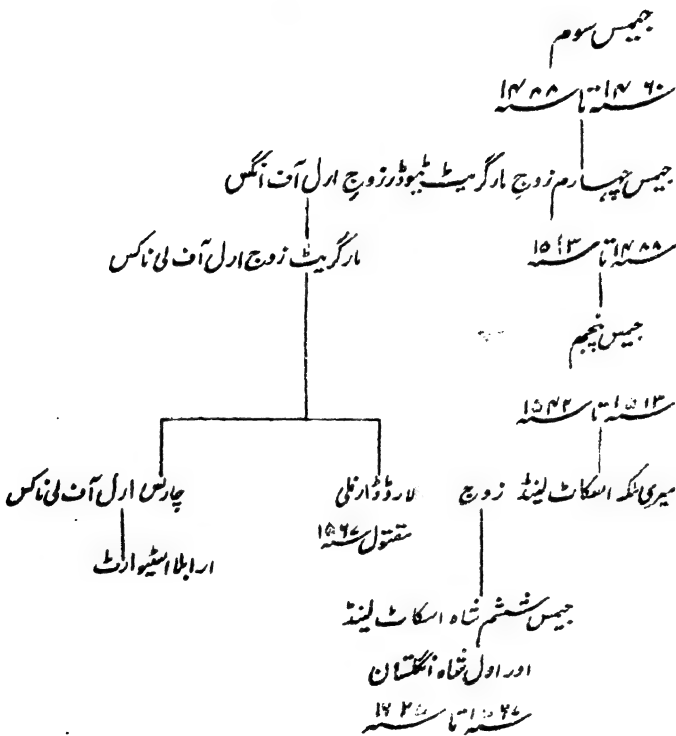 جیمس سوم
سنہ ۱۴۶۰ تا سنہ ۱۴۸۸
جیمس چہارم زوج مارگریٹ ٹیوڈر زوج ارل آف انگس
سنہ ۱۴۸۸ تا سنہ ۱۵۱۳
مارگریٹ زوج ارل آف لی ناکس
جیمس پنجم
سنہ ۱۵۱۳ تا سنہ ۱۵۴۲
میری ملکہ اسکاٹ لینڈ زوج لارڈ ڈارنلی
مقتول سنہ ۱۵۶۷
چارلس ارل آف لی ناکس
ارابلا اسٹیوارٹ
جیمس ششم شاہ اسکاٹ لینڈ
اور اول شاہ انگلستان
سنہ ۱۵۶۷ تا سنہ ۱۶۲۵